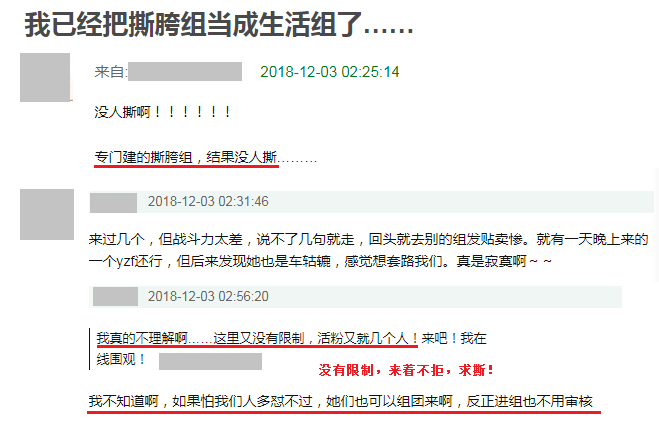 我已经把撕胯组当成生活组了……
来自: 2018-12-03 02:25:14
没人撕啊！！！！！！
专门建的撕胯组，结果没人撕………
2018-12-03 02:31:46
来过几个，但战斗力太差，说不了几句就走，回头就去别的组发贴卖惨。就有一天晚上来的
一个yzf还行，但后来发现她也是车轱辘，感觉想套路我们。真是寂寞啊～～
2018-12-03 02:56:20
我真的不理解啊……这里又没有限制，活粉又就几个人！来吧！我在
线围观！
没有限制，来着不拒，求撕！
我不知道啊，如果怕我们人多怼不过，她们也可以组团来啊，反正进组也不用审核